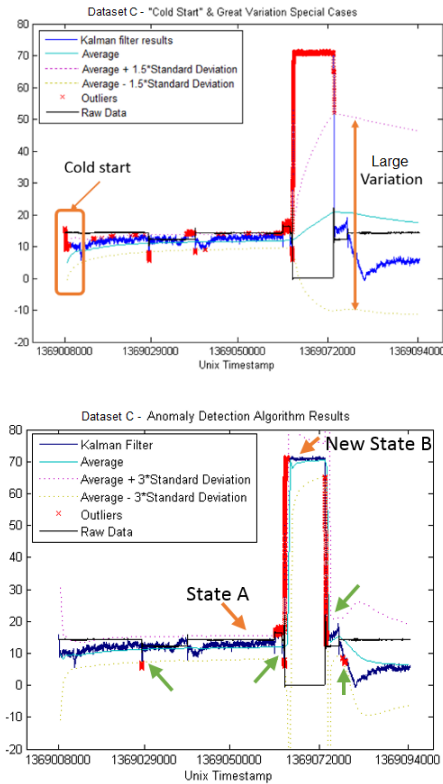 Dataset C - "Cold Start" & Great Variation Special Cases
80
70
60
50
40
30
20
10
0
-10
-20
Kalman filter results
Average
Average + 1.5*Standard Deviation
Average - 1.5*Standard Deviation
Outliers
Raw Data
Cold start
Large
Variation
1369008000
1369029000
1369050000
1369072000
1369094000
Unix Timestamp
Dataset C - Anomaly Detection Algorithm Results
80
70
60
50
40
30
20
10
0
-10
-20
Kalman Filter
Average
Average + 3*Standard Deviation
Average - 3*Standard Deviation
Outliers
Raw Data
New State B
State A
1369008000
1369029000
1369050000
1369072000
1369094000
Unix Timestamp